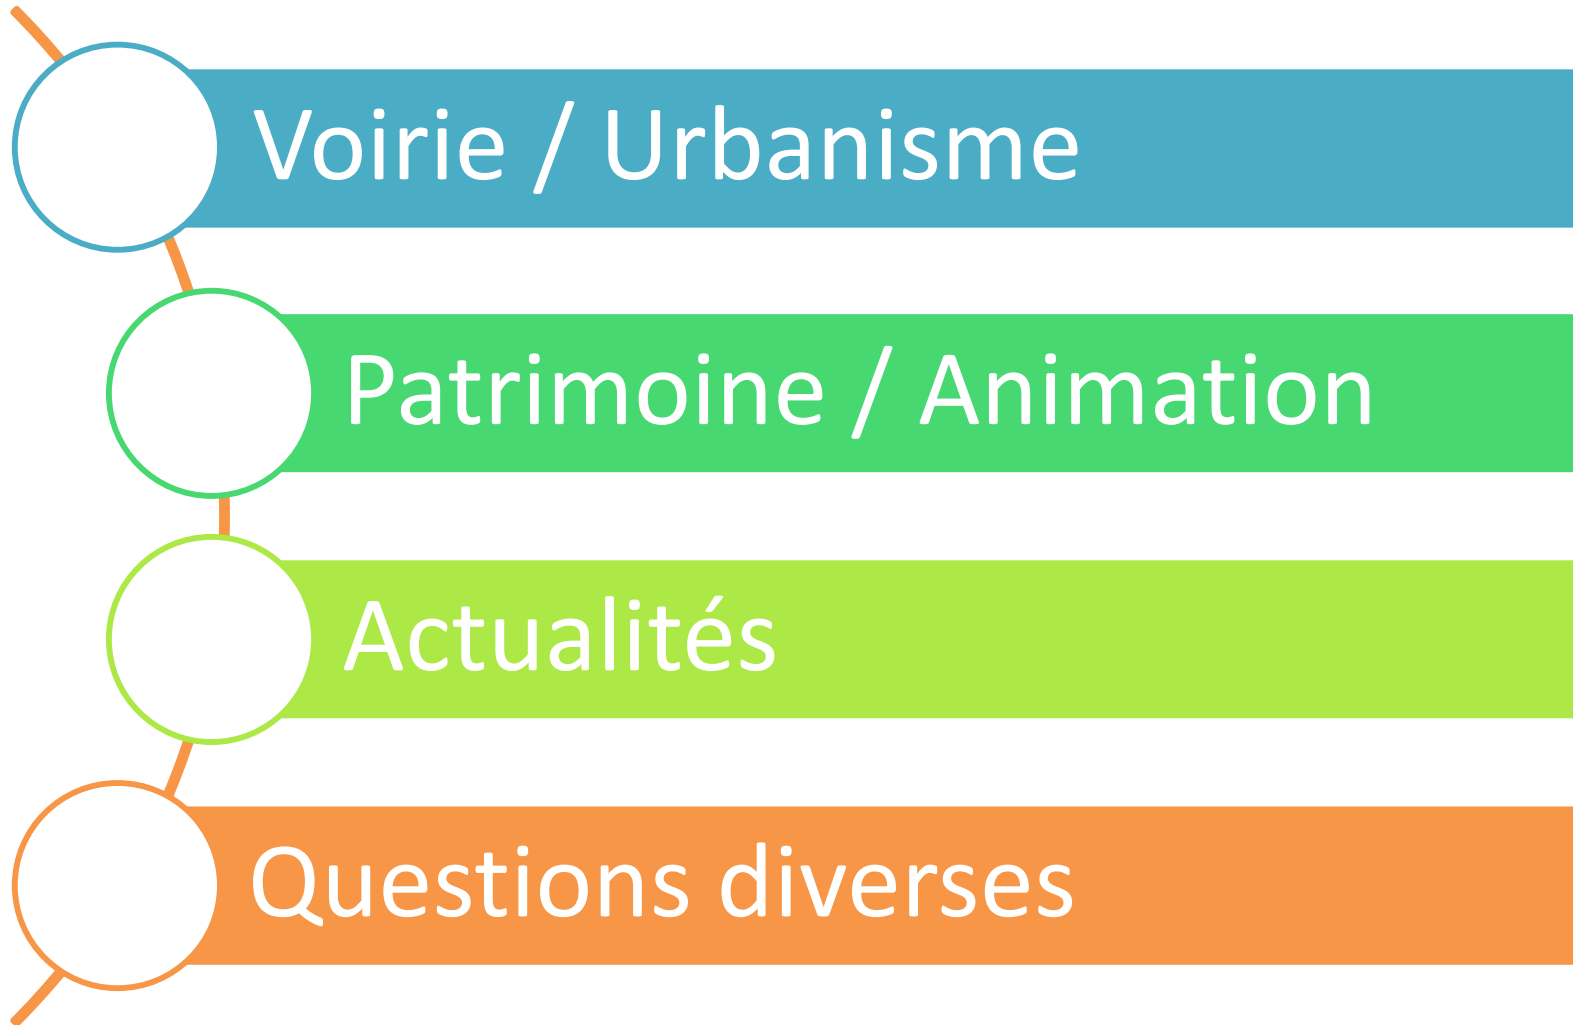 Voirie / Urbanisme
Patrimoine / Animation
Actualités
Questions diverses